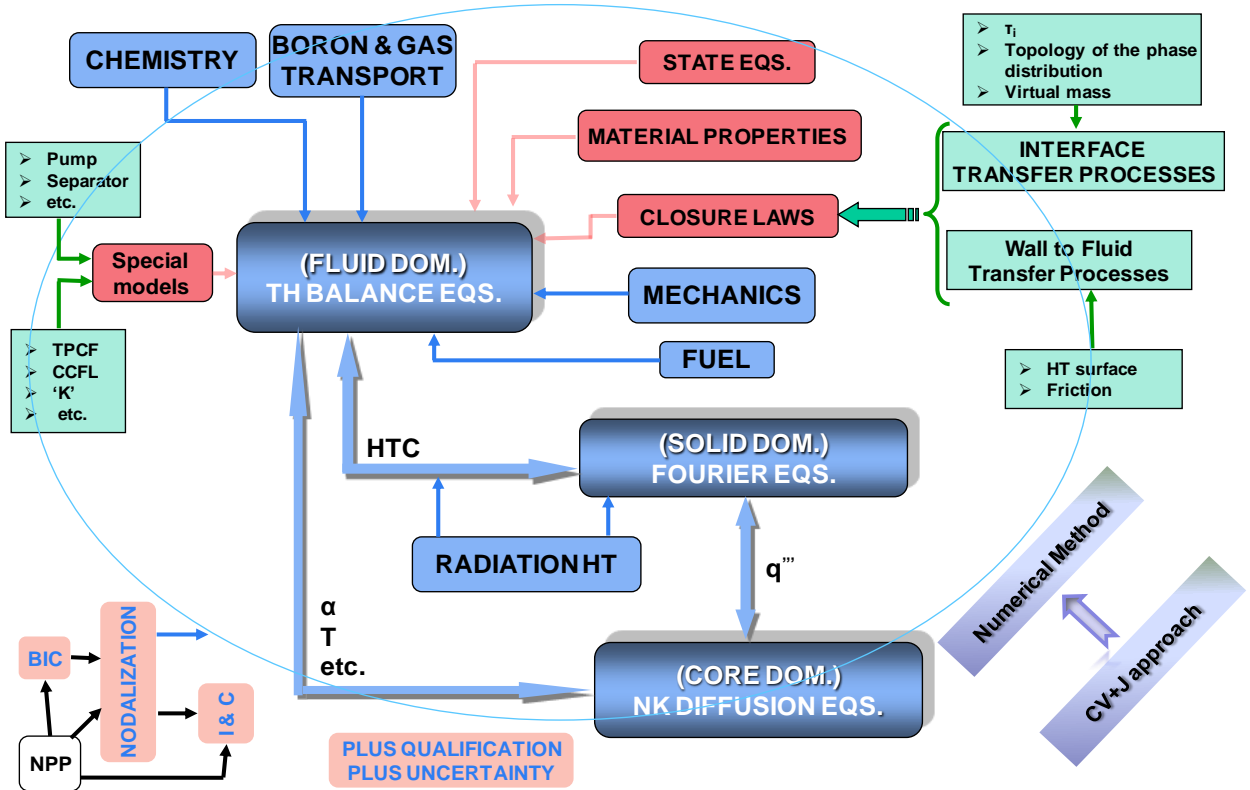 CHEMISTRY
BORON & GAS
TRANSPORT
STATE EQS.
MATERIAL PROPERTIES
CLOSURE LAWS
➢ τi
➢ Topology of the phase
distribution
➢ Virtual mass
INTERFACE
TRANSFER PROCESSES
Wall to Fluid
Transfer Processes
➢ HT surface
➢ Friction
➢ Pump
➢ Separator
➢ etc.
Special
models
➢ TPCF
➢ CCFL
➢ ‘K’
➢ etc.
(FLUID DOM.)
TH BALANCE EQS.
MECHANICS
FUEL
HTC
(SOLID DOM.)
FOURIER EQS.
RADIATION HT
q’’’
α
T
etc.
(CORE DOM.)
NK DIFFUSION EQS.
Numerical Method
CV+J approach
BIC
NODALIZATION
I & C
NPP
PLUS QUALIFICATION
PLUS UNCERTAINTY